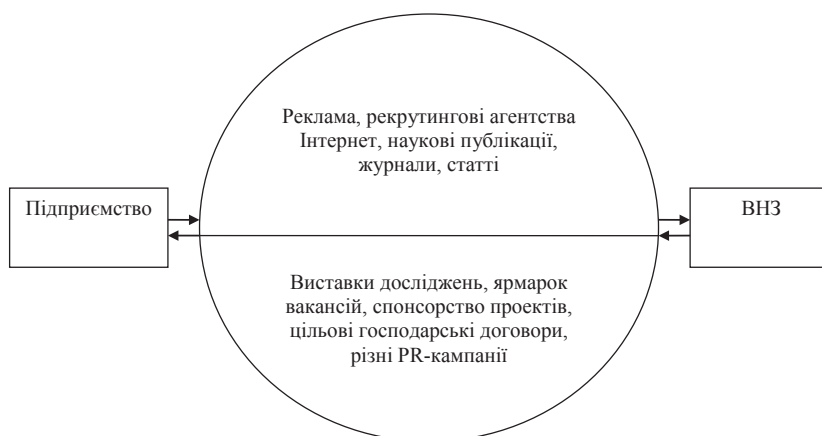 Реклама, рекрутингові агентства
Інтернет, наукові публікації,
журнали, статті
Підприємство
ВНЗ
Виставки досліджень, ярмарок
вакансій, спонсорство проектів,
цільові господарські договори,
різні PR-кампанії